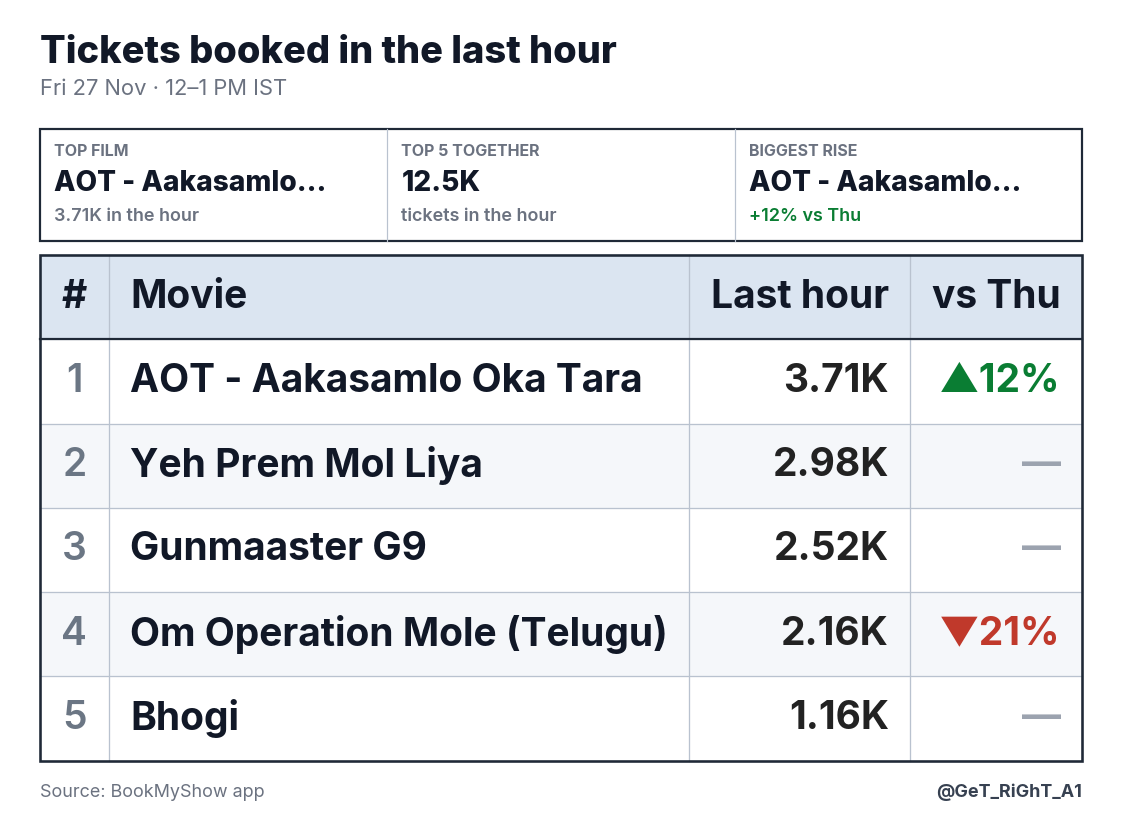 Tickets booked in the last hour
Fri 27 Nov · 12–1 PM IST
TOP FILM
AOT - Aakasamlo...
3.71K in the hour
TOP 5 TOGETHER
12.5K
tickets in the hour
BIGGEST RISE
AOT - Aakasamlo...
+12% vs Thu
# Movie Last hour vs Thu
1 AOT - Aakasamlo Oka Tara 3.71K ▲12%
2 Yeh Prem Mol Liya 2.98K —
3 Gunmaaster G9 2.52K —
4 Om Operation Mole (Telugu) 2.16K ▼21%
5 Bhogi 1.16K —
Source: BookMyShow app
@GeT_RiGhT_A1